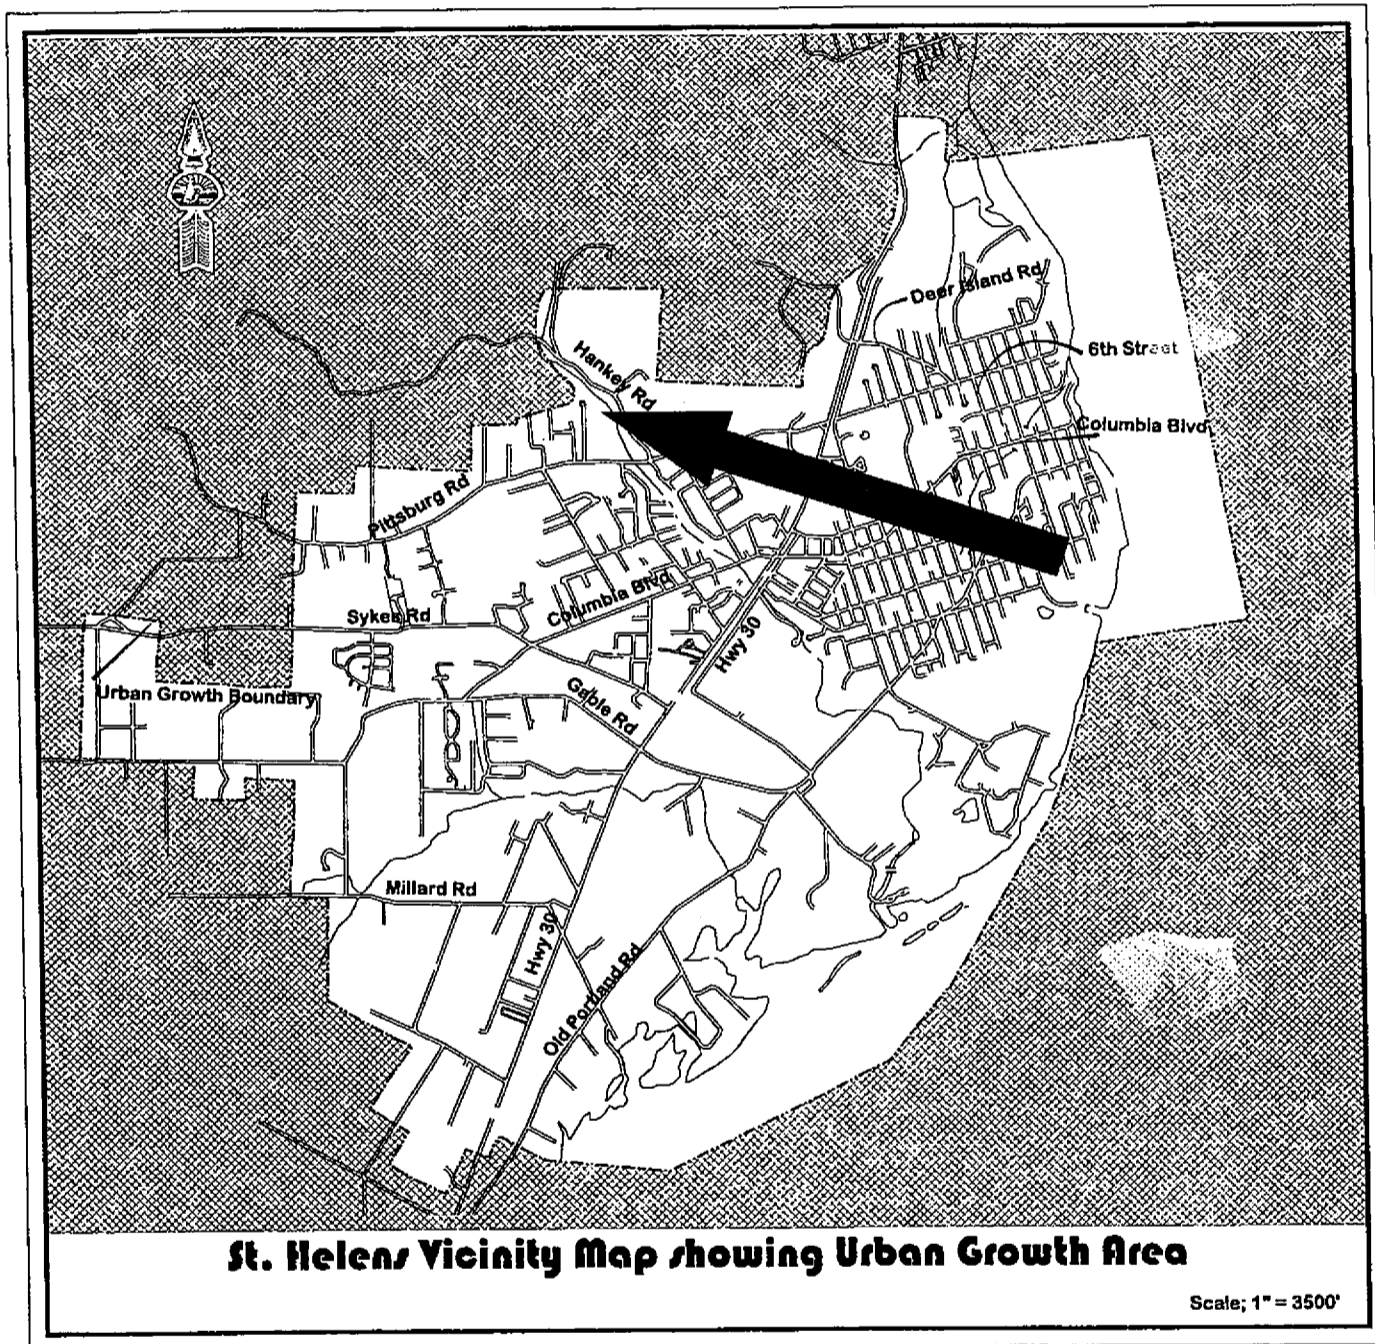 Deer Island Rd
6th Street
Hankey Rd
Columbia Blvd
Pittsburg Rd
Columbia Blvd
Sykes Rd
Hwy 30
Urban Growth Boundary
Gable Rd
Millard Rd
Hwy 30
Old Portland Rd
St. Helens Vicinity Map showing Urban Growth Area
Scale; 1" = 3500'